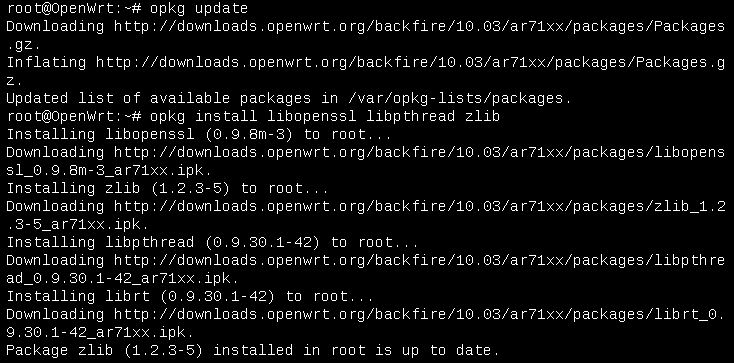 root@OpenWrt:~# opkg update
Downloading http://downloads.openwrt.org/backfire/10.03/ar71xx/packages/Packages
.gz.
Inflating http://downloads.openwrt.org/backfire/10.03/ar71xx/packages/Packages.g
z.
Updated list of available packages in /var/opkg-lists/packages.
root@OpenWrt:~# opkg install libopenssl libpthread zlib
Installing libopenssl (0.9.8m-3) to root...
Downloading http://downloads.openwrt.org/backfire/10.03/ar71xx/packages/libopens
sl_0.9.8m-3_ar71xx.ipk.
Installing zlib (1.2.3-5) to root...
Downloading http://downloads.openwrt.org/backfire/10.03/ar71xx/packages/zlib_1.2
.3-5_ar71xx.ipk.
Installing libpthread (0.9.30.1-42) to root...
Downloading http://downloads.openwrt.org/backfire/10.03/ar71xx/packages/libpthre
ad_0.9.30.1-42_ar71xx.ipk.
Installing librt (0.9.30.1-42) to root...
Downloading http://downloads.openwrt.org/backfire/10.03/ar71xx/packages/librt_0.
9.30.1-42_ar71xx.ipk.
Package zlib (1.2.3-5) installed in root is up to date.